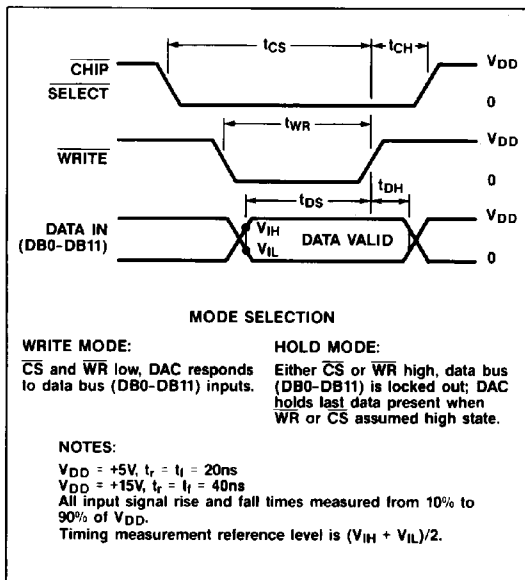 tCS
tCH
CHIP
SELECT
VDD
0
tWR
WRITE
VDD
0
tDS
tDH
DATA IN
(DB0-DB11)
VIH
VIL
DATA VALID
VDD
0
MODE SELECTION
WRITE MODE:
CS and WR low, DAC responds
to data bus (DB0-DB11) inputs.
HOLD MODE:
Either CS or WR high, data bus
(DB0-DB11) is locked out; DAC
holds last data present when
WR or CS assumed high state.
NOTES:
VDD = +5V, tr = tf = 20ns
VDD = +15V, tr = tf = 40ns
All input signal rise and fall times measured from 10% to
90% of VDD.
Timing measurement reference level is (VIH + VIL)/2.